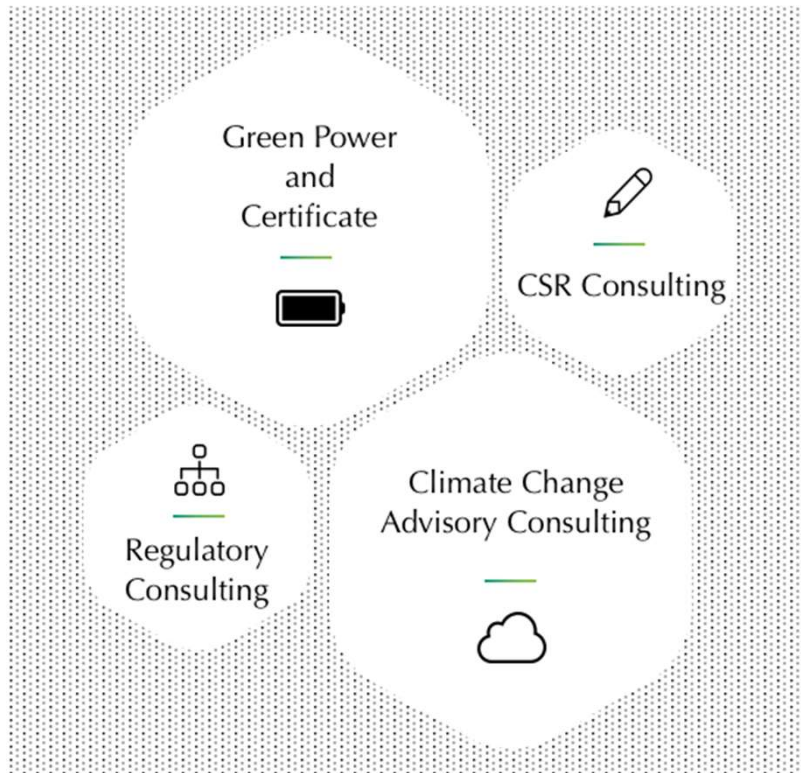 Green Power
and
Certificate
CSR Consulting
Regulatory
Consulting
Climate Change
Advisory Consulting